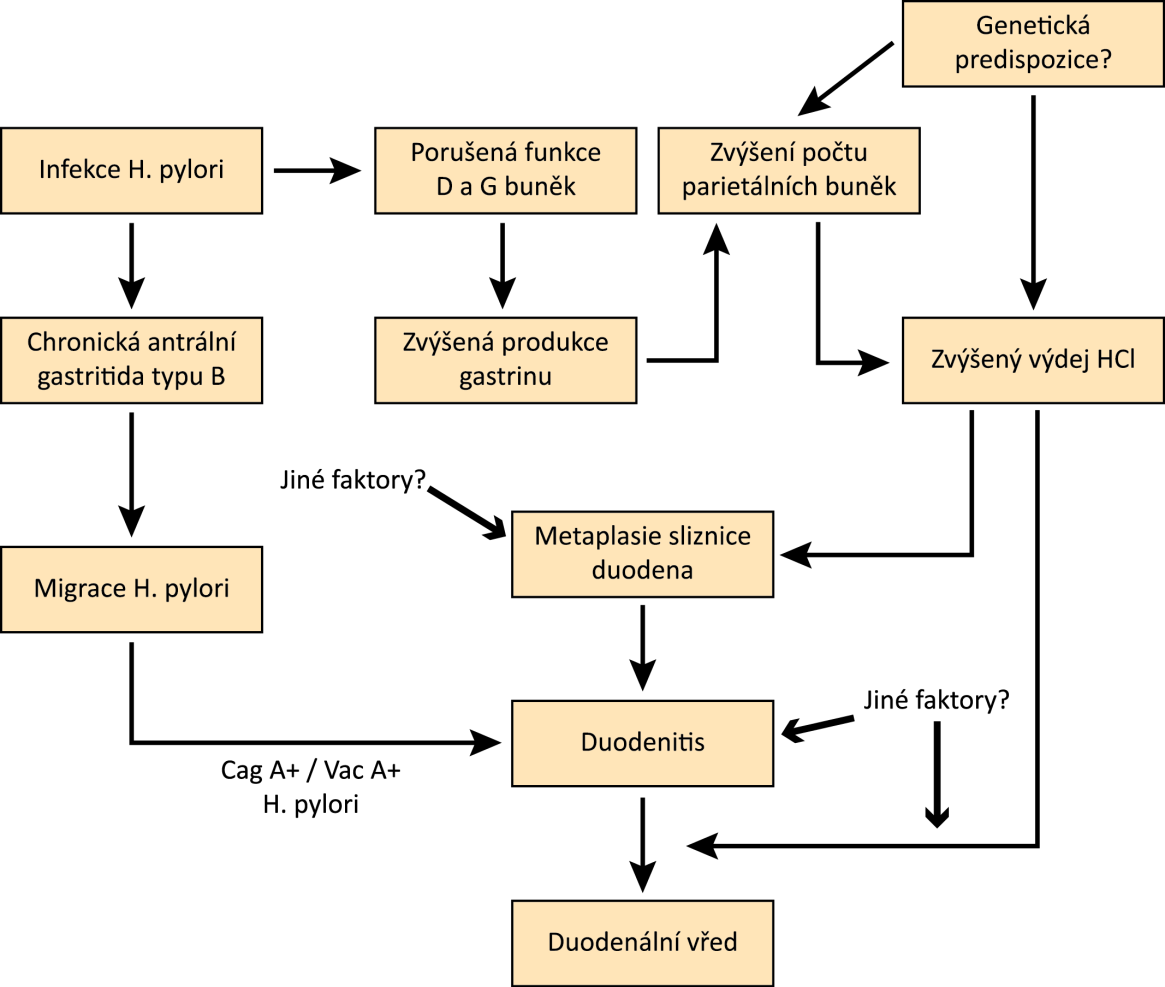 Genetická
predispozice?
Infekce H. pylori
Porušená funkce
D a G buněk
Zvýšení počtu
parietálních buněk
Chronická antrální
gastritida typu B
Zvýšená produkce
gastrinu
Zvýšený výdej HCl
Jiné faktory?
Metaplasie sliznice
duodena
Migrace H. pylori
Jiné faktory?
Duodenitis
Cag A+ / Vac A+
H. pylori
Duodenální vřed